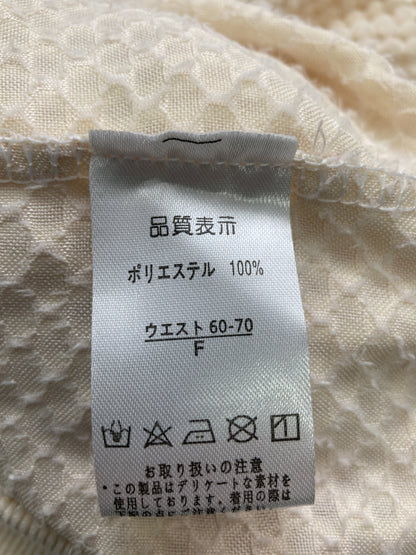 品質表示
ポリエステル 100%
ウエスト 60-70
F
お取り扱いの注意
・この製品はデリケートな素材を
使用しております。着用の際